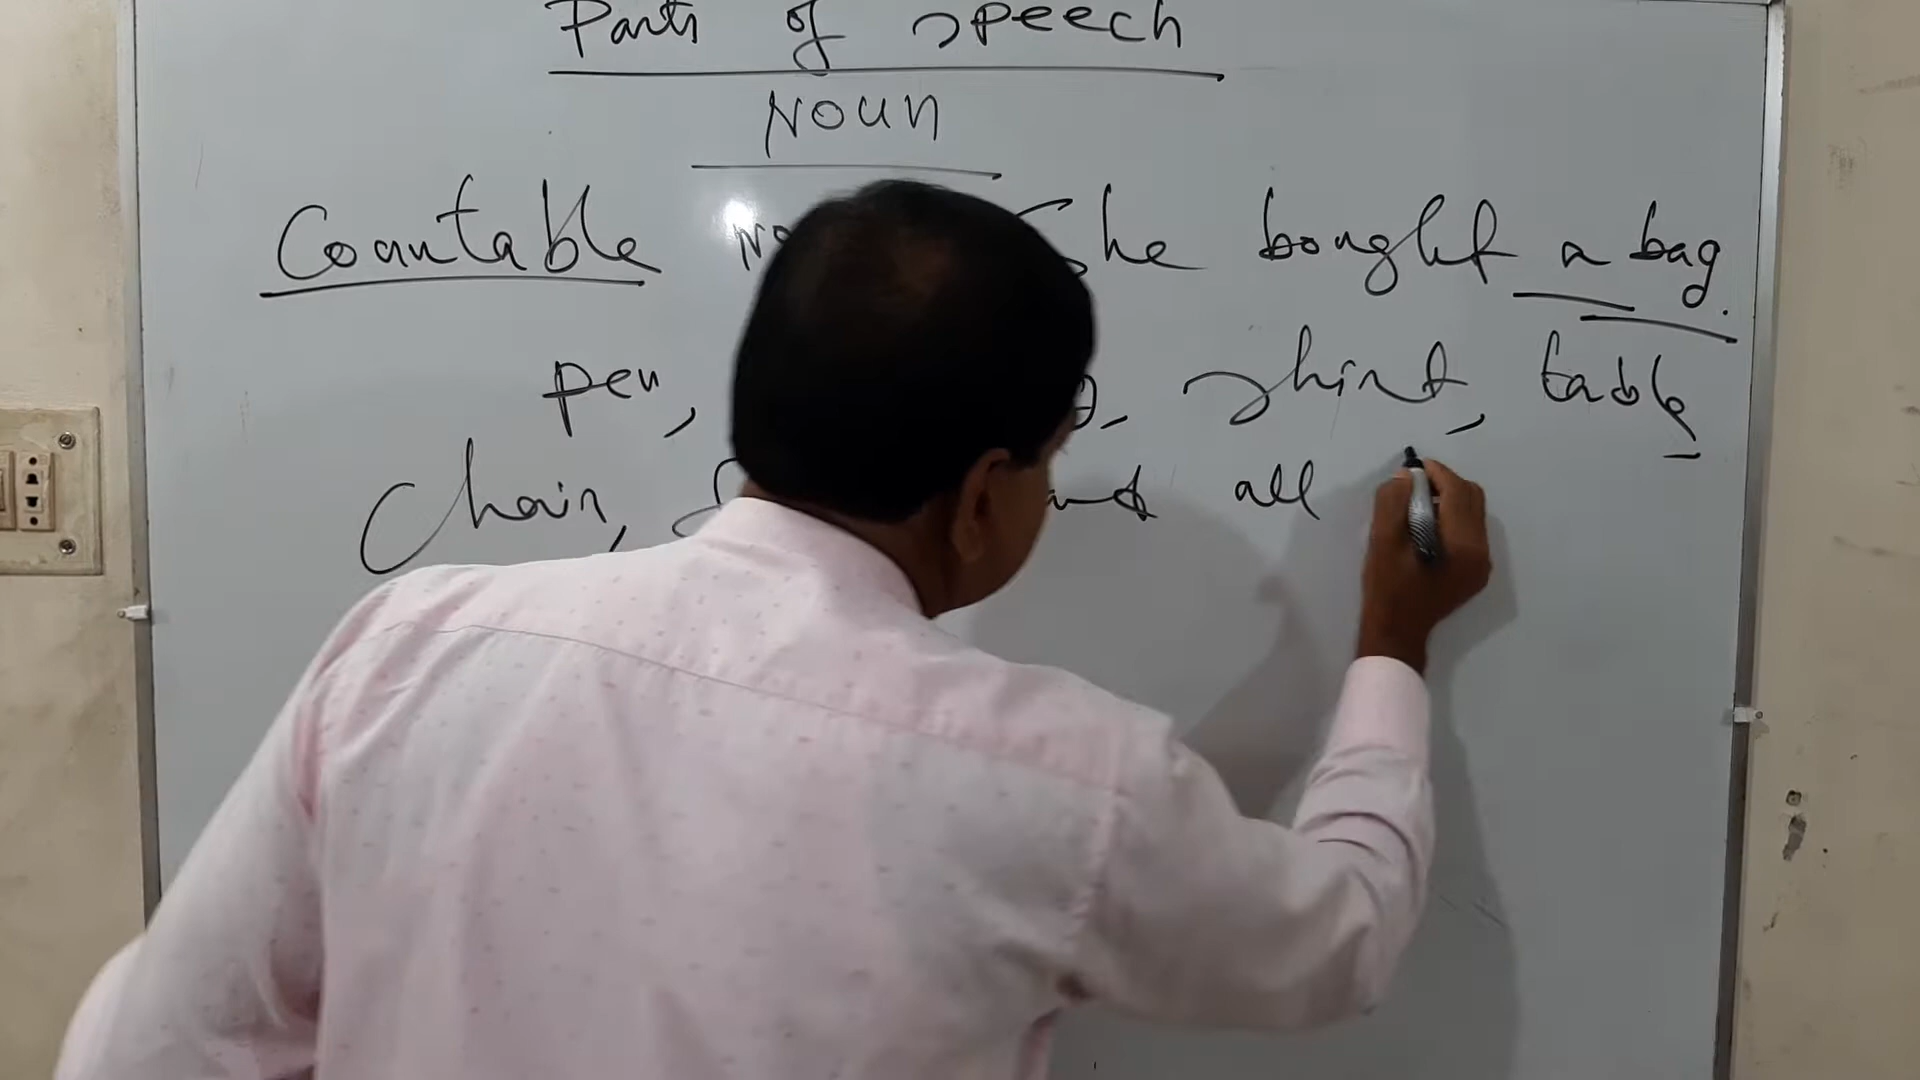 Parts of speech
Noun
Countable She bought a bag.
pen, shirt, table
Chair, all